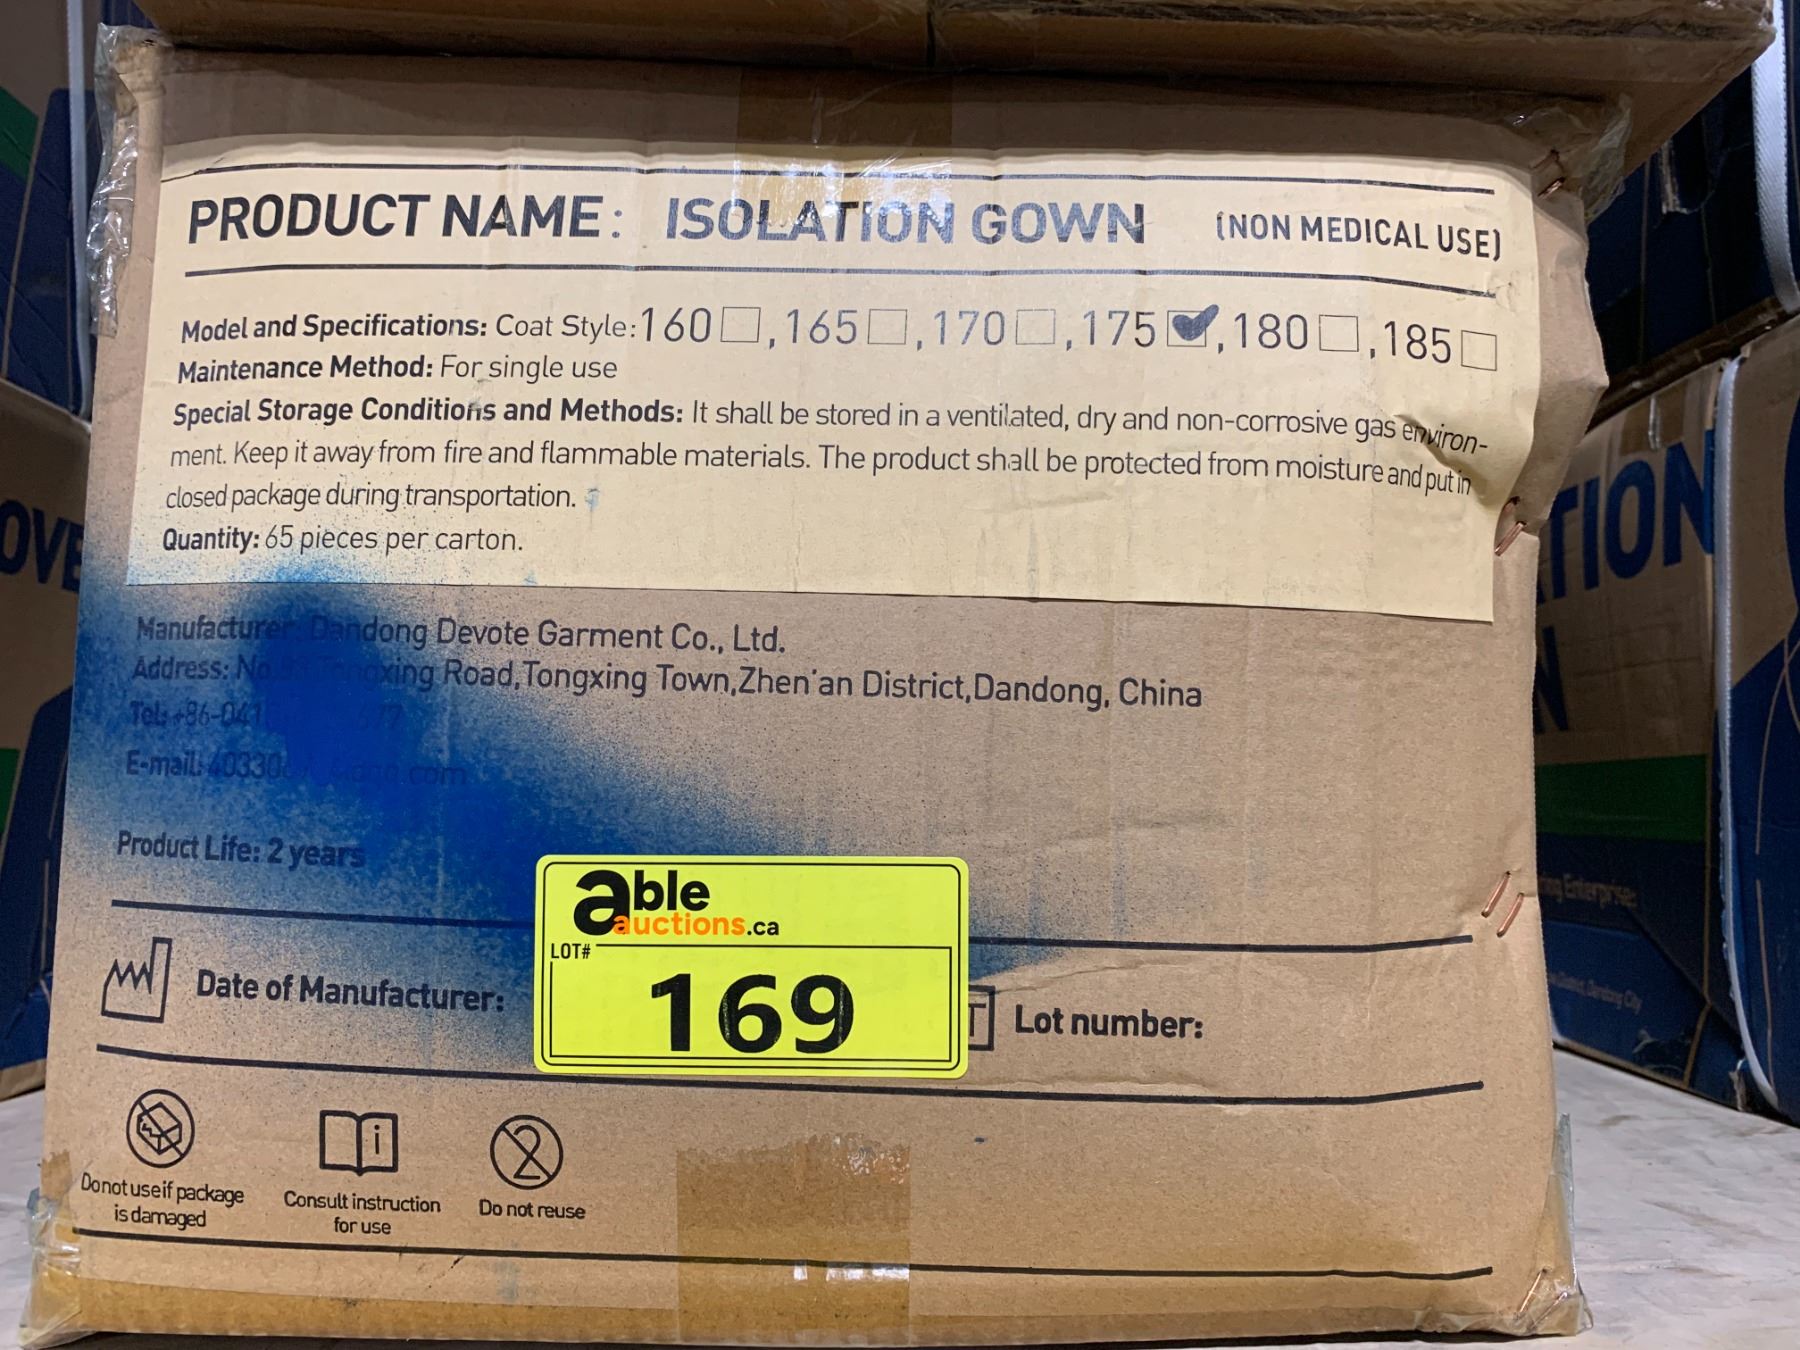 PRODUCT NAME: ISOLATION GOWN (NON MEDICAL USE)
Model and Specifications: Coat Style:160☐,165☐,170☐,175☑,180☐,185☐
Maintenance Method: For single use
Special Storage Conditions and Methods: It shall be stored in a ventilated, dry and non-corrosive gas environ-
ment. Keep it away from fire and flammable materials. The product shall be protected from moisture and put in
closed package during transportation.
Quantity: 65 pieces per carton.
Manufacturer: Dandong Devote Garment Co., Ltd.
Address: Road, Tongxing Town, Zhen'an District, Dandong, China
Tel: +86-041
E-mail:
Product Life: 2 years
able
auctions.ca
LOT#
169
Date of Manufacturer:
Lot number:
Do not use if package
is damaged
Consult instruction
for use
Do not reuse
OVE
TION